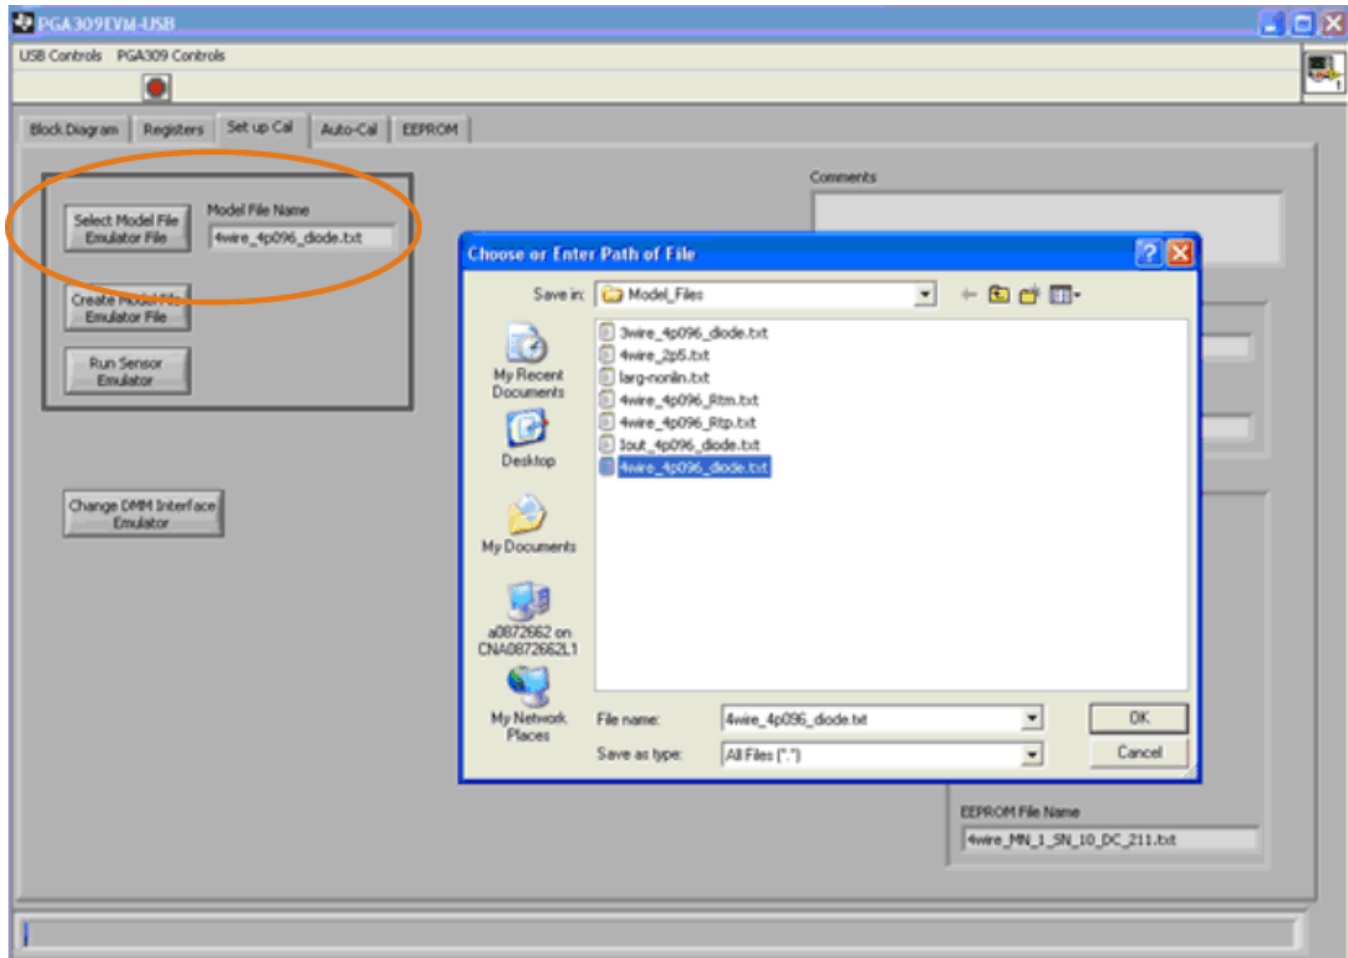 PGA309EVM-USB
USB Controls PGA309 Controls
1
Block Diagram Registers Set up Cal Auto-Cal EEPROM
Select Model File
Emulator File
Model File Name
4wire_4p096_diode.txt
Emulator File
Run Sensor
Emulator
Change DMM Interface
Emulator
Comments
Choose or Enter Path of File
Save in: Model_Files
My Recent
Documents
Desktop
My Documents
a0872662 on
CNA0872662L1
My Network
Places
3wire_4p096_diode.txt
4wire_2p5.txt
larg-nonlin.txt
4wire_4p096_Rtm.txt
4wire_4p096_Rtp.txt
Iout_4p096_diode.txt
4wire_4p096_diode.txt
File name: 4wire_4p096_diode.txt OK
Save as type: All Files (*.*) Cancel
EEPROM File Name
4wire_MN_1_SN_10_DC_211.txt